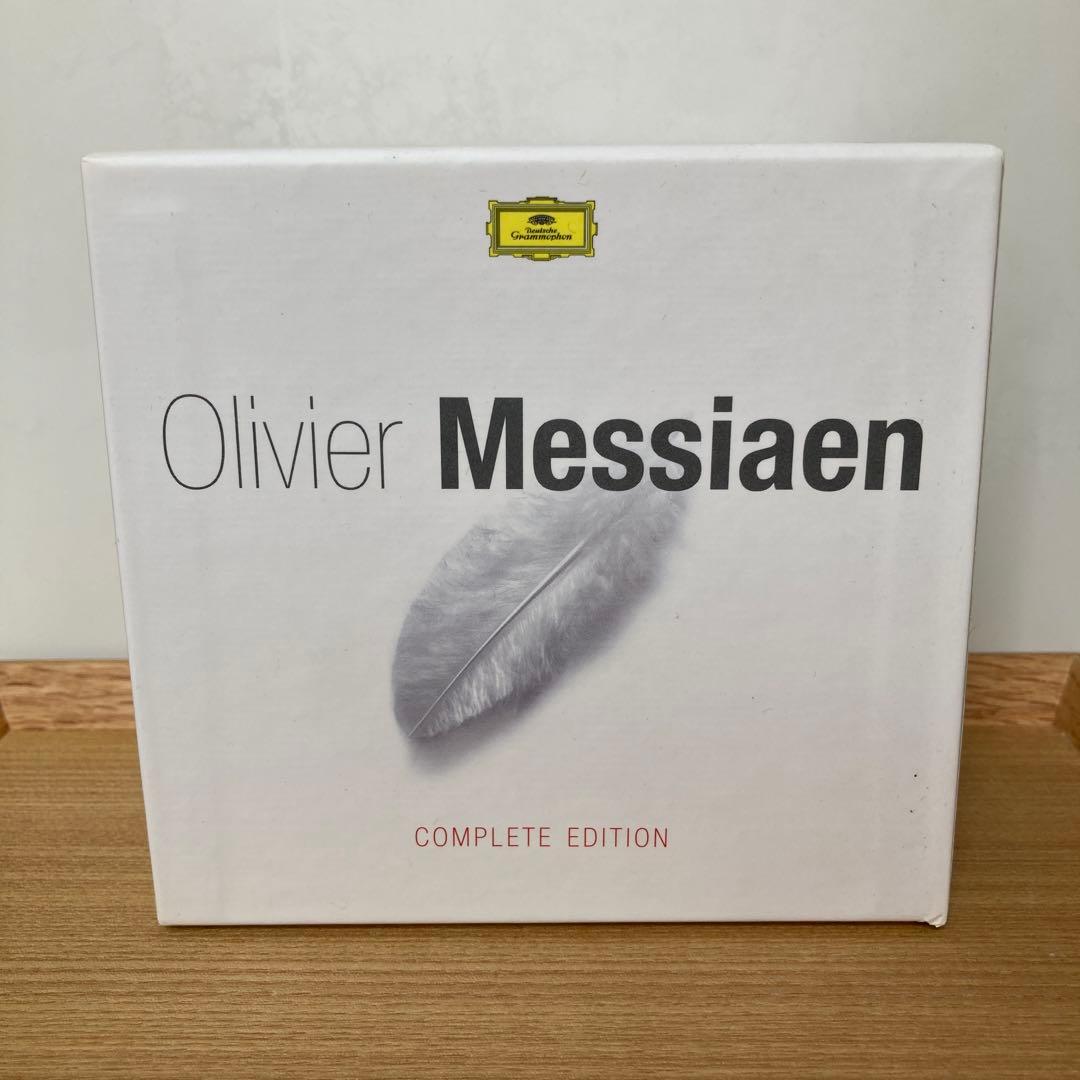 Deutsche
Grammophon
Olivier Messiaen
COMPLETE EDITION